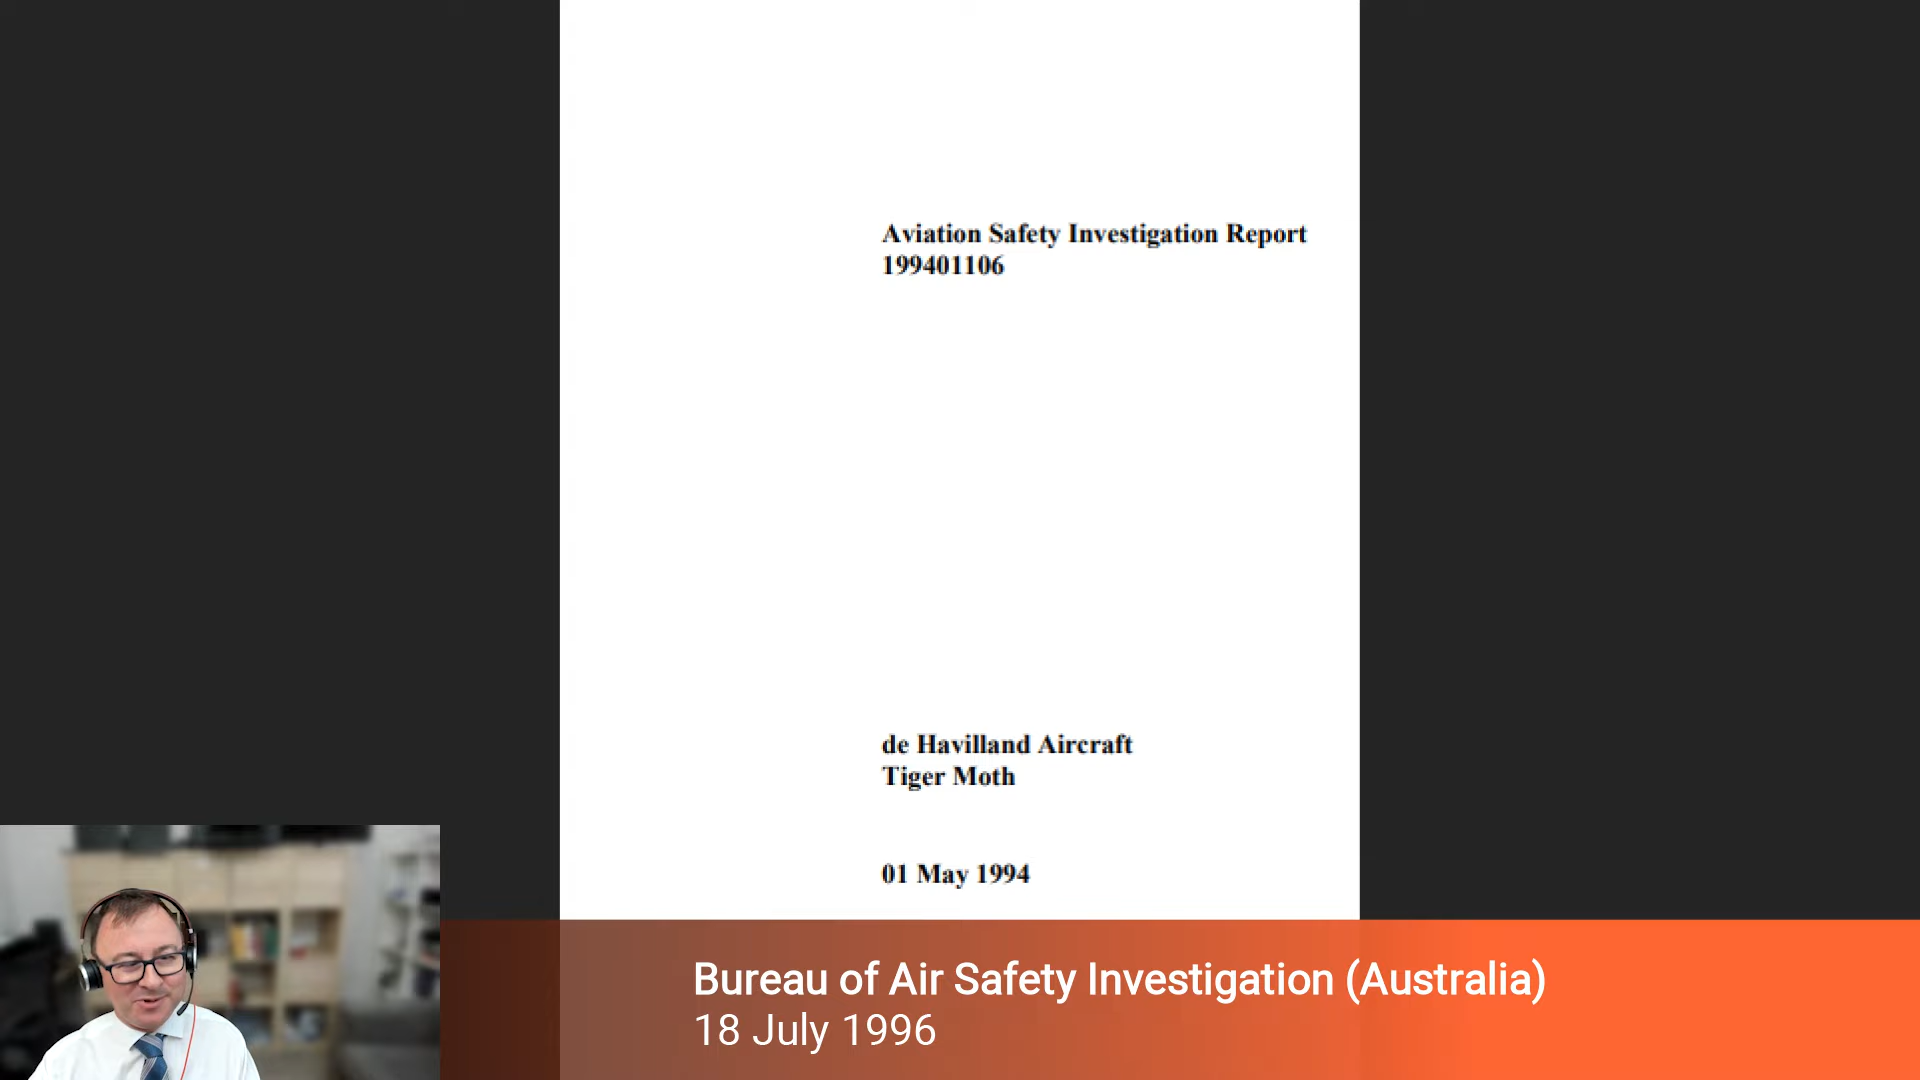 Aviation Safety Investigation Report
199401106
de Havilland Aircraft
Tiger Moth
01 May 1994
Bureau of Air Safety Investigation (Australia)
18 July 1996